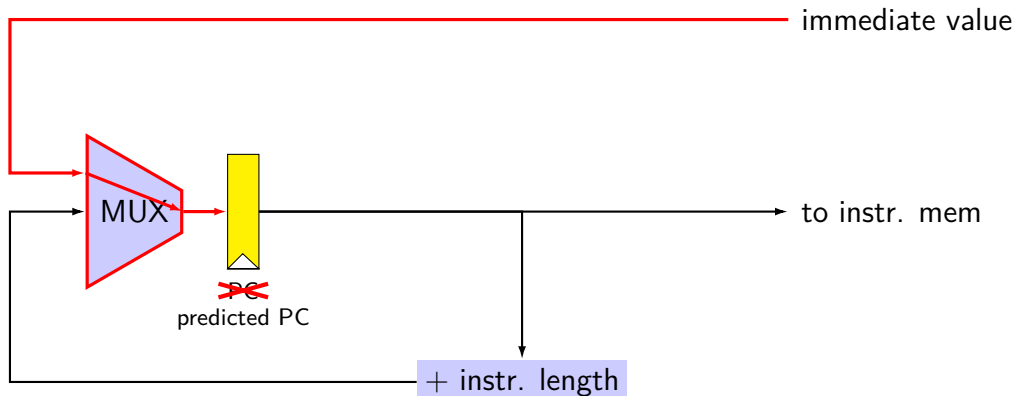 immediate value
MUX
to instr. mem
PC
predicted PC
+ instr. length